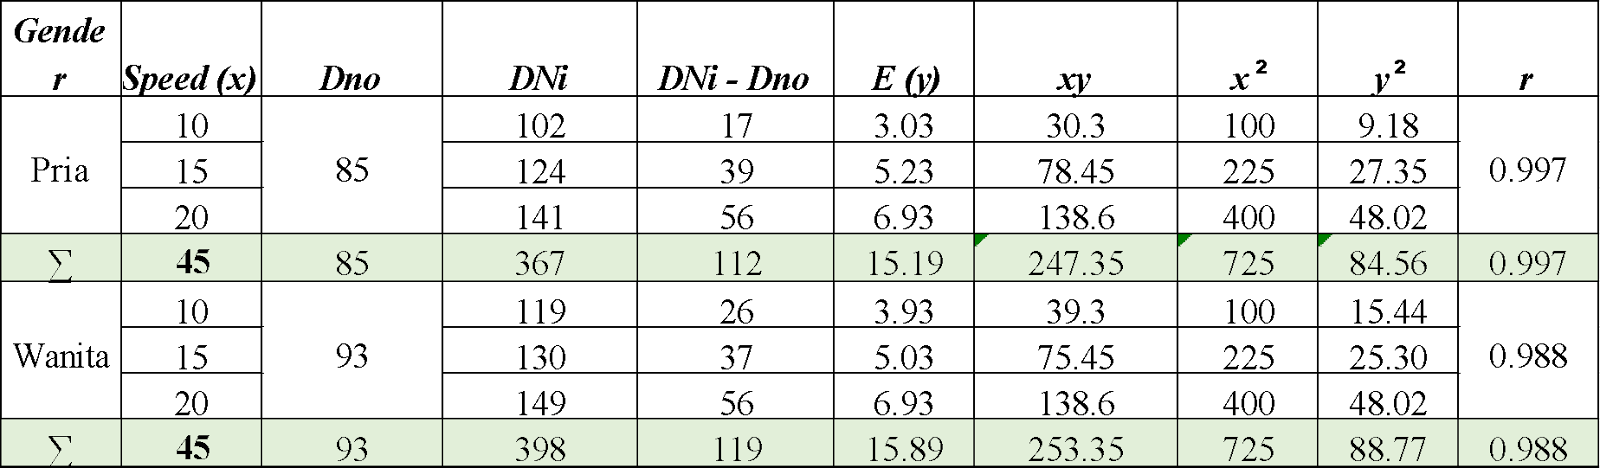 Gende
r Speed (x) Dno DNi DNi - Dno E (y) xy x² y² r
10 102 17 3.03 30.3 100 9.18
Pria 15 85 124 39 5.23 78.45 225 27.35 0.997
20 141 56 6.93 138.6 400 48.02
∑ 45 85 367 112 15.19 247.35 725 84.56 0.997
10 119 26 3.93 39.3 100 15.44
Wanita 15 93 130 37 5.03 75.45 225 25.30 0.988
20 149 56 6.93 138.6 400 48.02
∑ 45 93 398 119 15.89 253.35 725 88.77 0.988